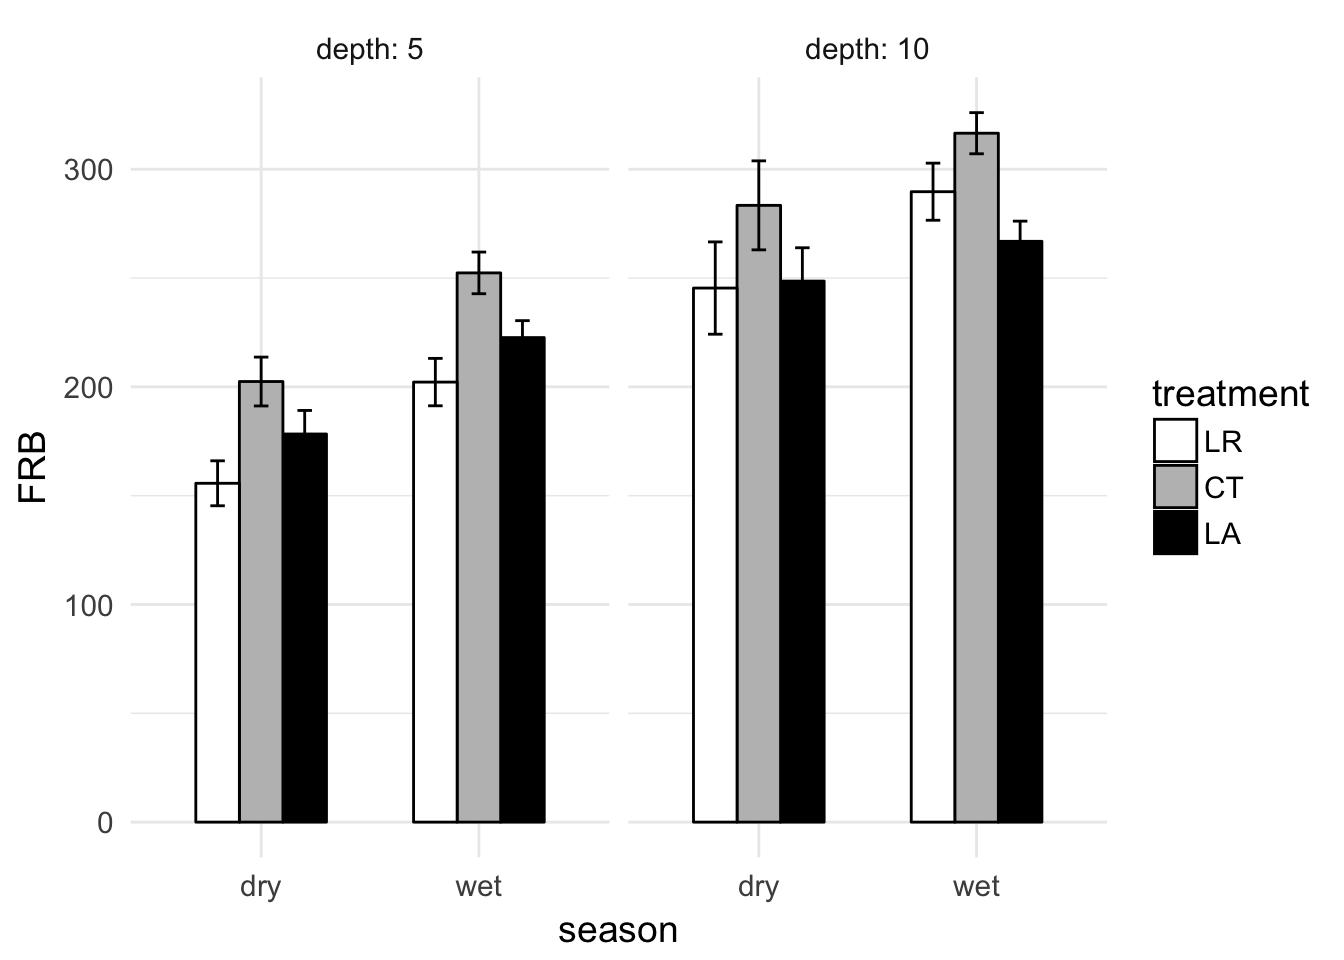 depth: 5
depth: 10
300
200
100
0
FRB
dry
wet
dry
wet
season
treatment
LR
CT
LA